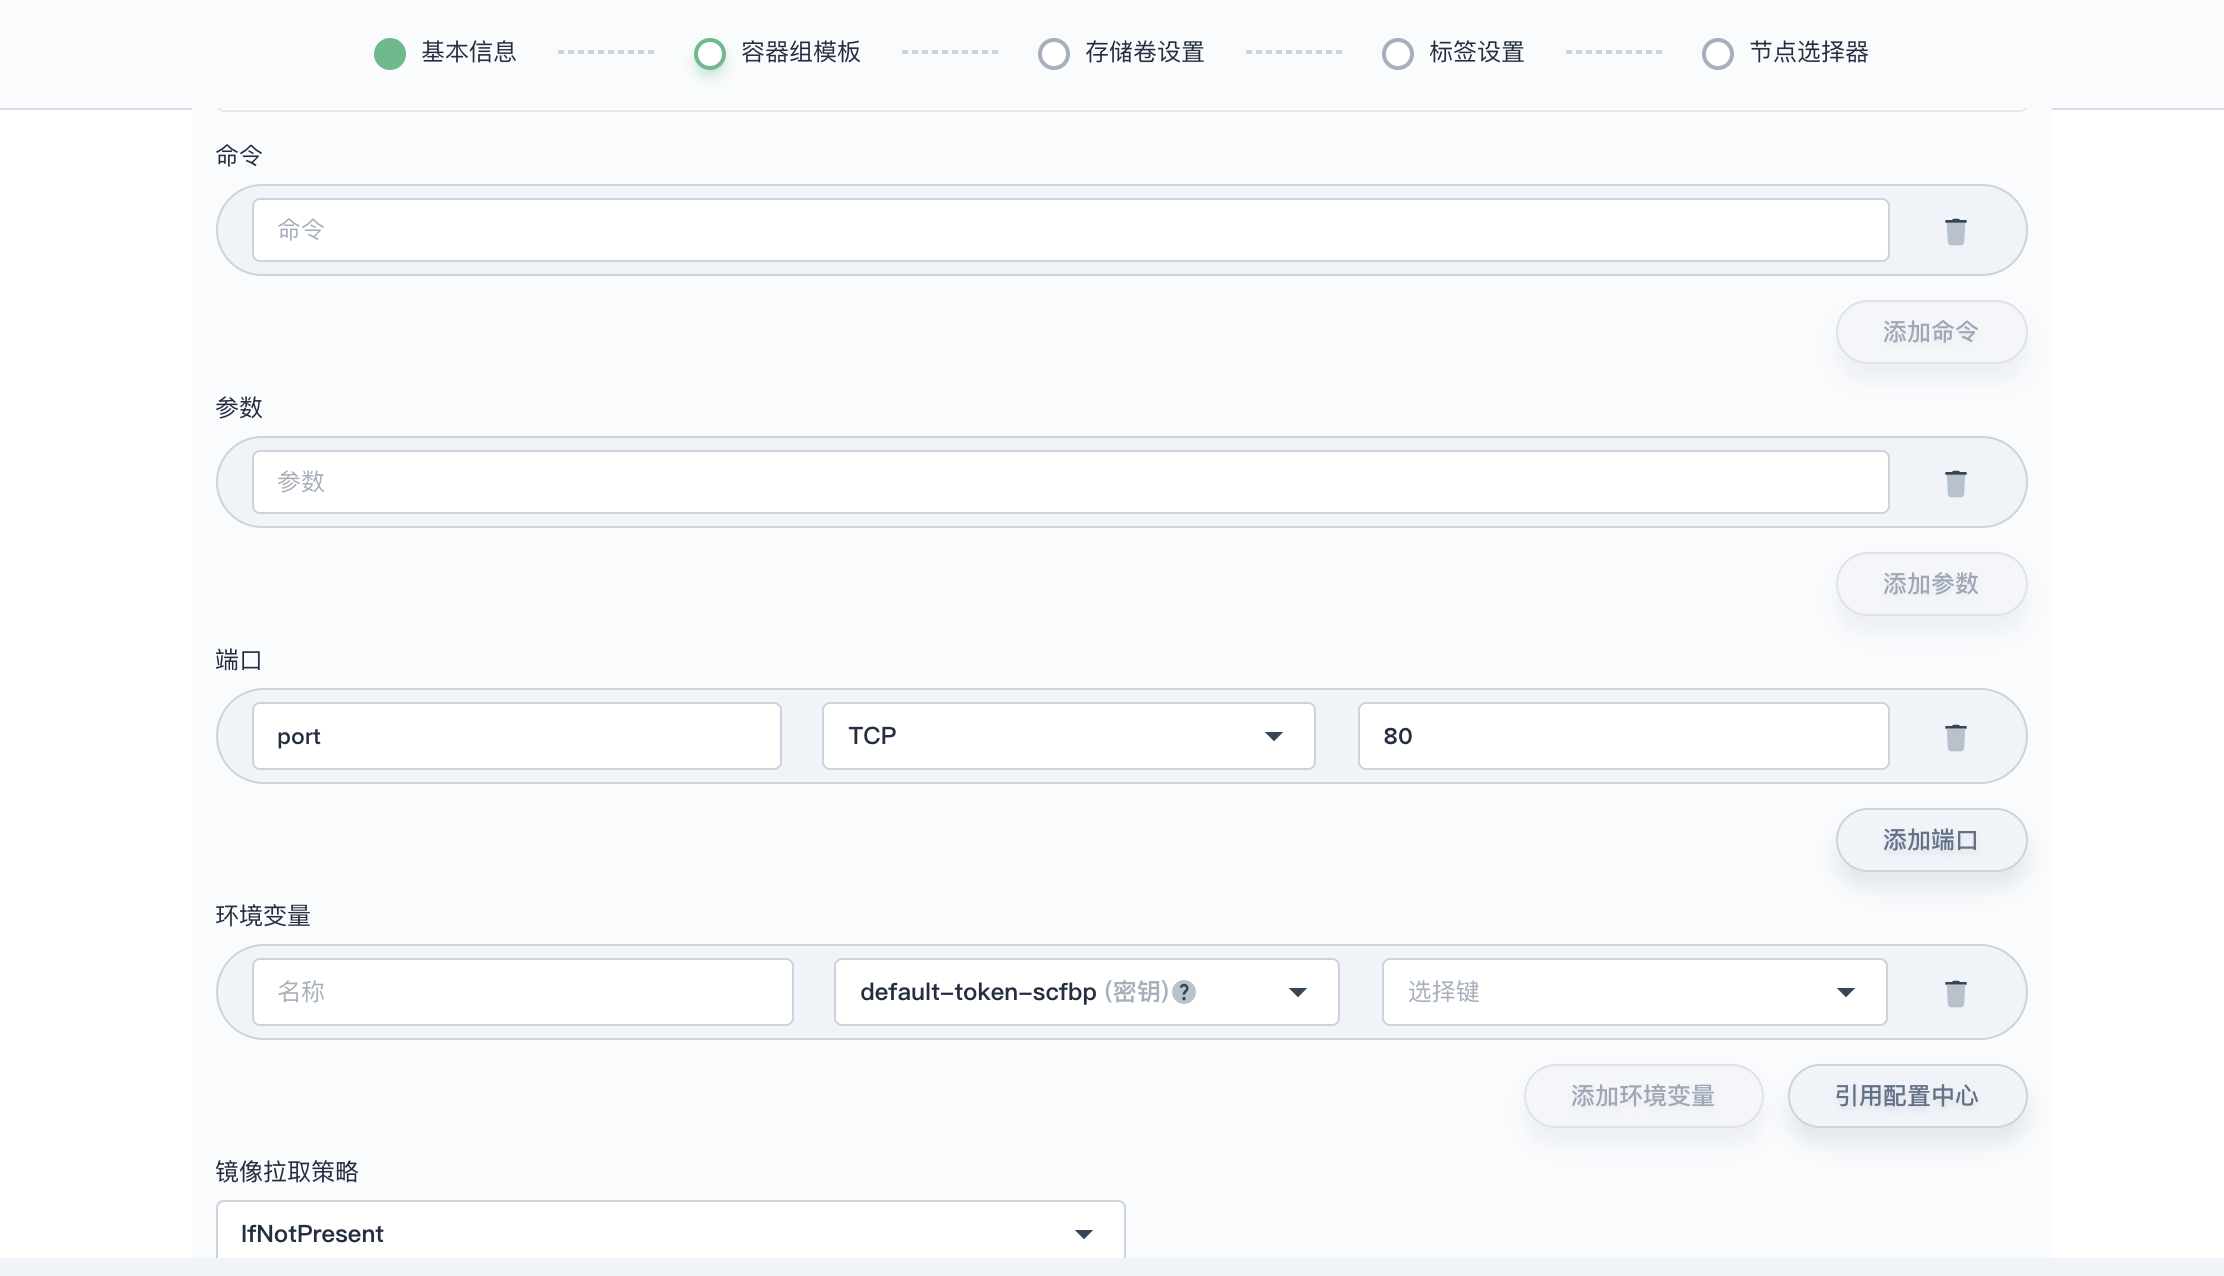 基本信息 容器组模板 存储卷设置 标签设置 节点选择器
命令
命令
添加命令
参数
参数
添加参数
端口
port TCP 80
添加端口
环境变量
名称 default-token-scfbp (密钥) ? 选择键
添加环境变量 引用配置中心
镜像拉取策略
IfNotPresent